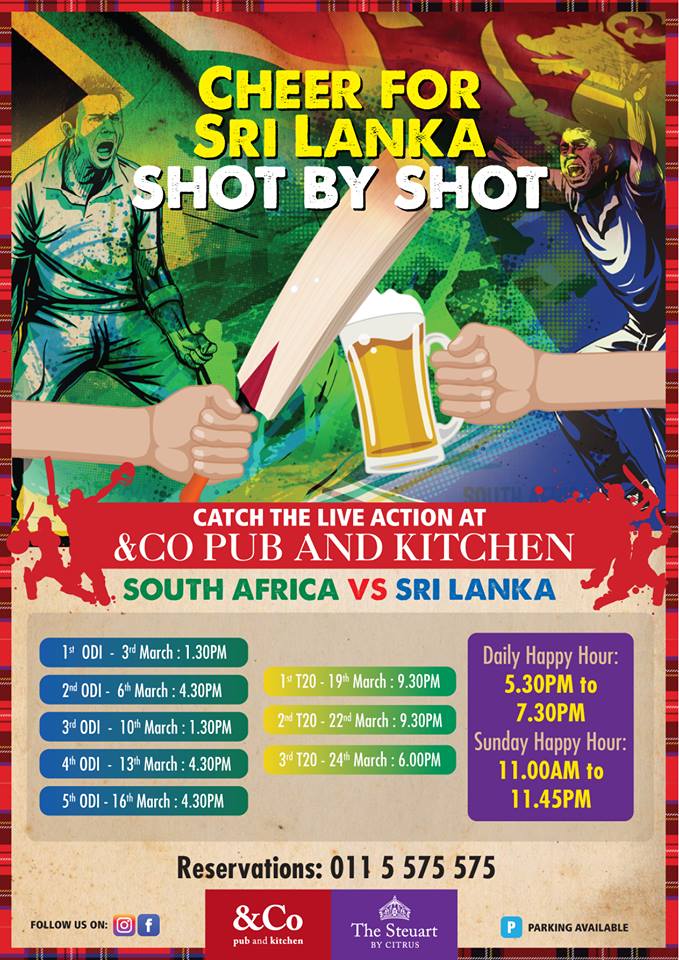 CHEER FOR
SRI LANKA
SHOT BY SHOT
CATCH THE LIVE ACTION AT
&CO PUB AND KITCHEN
SOUTH AFRICA VS SRI LANKA
1st ODI - 3rd March : 1.30PM
2nd ODI - 6th March : 4.30PM
3rd ODI - 10th March : 1.30PM
4th ODI - 13th March : 4.30PM
5th ODI - 16th March : 4.30PM
1st T20 - 19th March : 9.30PM
2nd T20 - 22nd March : 9.30PM
3rd T20 - 24th March : 6.00PM
Daily Happy Hour:
5.30PM to
7.30PM
Sunday Happy Hour:
11.00AM to
11.45PM
Reservations: 011 5 575 575
FOLLOW US ON:
&Co
pub and kitchen
The Steuart
BY CITRUS
P PARKING AVAILABLE